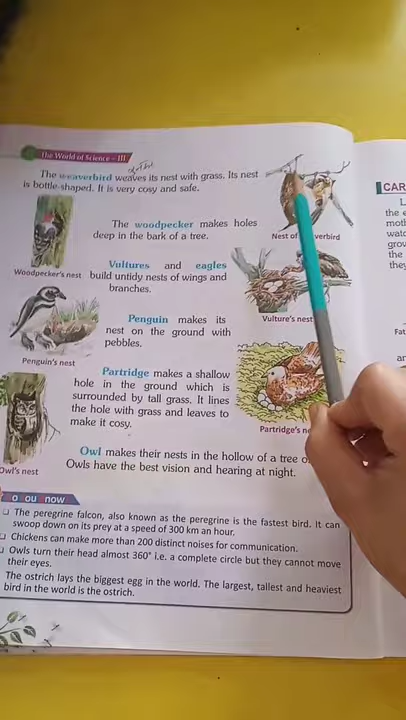 The World of Science – III
The weaverbird weaves its nest with grass. Its nest
is bottle-shaped. It is very cosy and safe.
The woodpecker makes holes
deep in the bark of a tree.
Nest of verbird
Woodpecker's nest
Vultures and eagles
build untidy nests of wings and
branches.
Vulture's nest
Penguin makes its
nest on the ground with
pebbles.
Penguin's nest
Partridge makes a shallow
hole in the ground which is
surrounded by tall grass. It lines
the hole with grass and leaves to
make it cosy.
Partridge's
Owl makes their nests in the hollow of a tree
Owls have the best vision and hearing at night.
Owl's nest
o ou now
❑ The peregrine falcon, also known as the peregrine is the fastest bird. It can
swoop down on its prey at a speed of 300 km an hour.
❑ Chickens can make more than 200 distinct noises for communication.
❑ Owls turn their head almost 360° i.e. a complete circle but they cannot move
their eyes.
The ostrich lays the biggest egg in the world. The largest, tallest and heaviest
bird in the world is the ostrich.
CAR
the